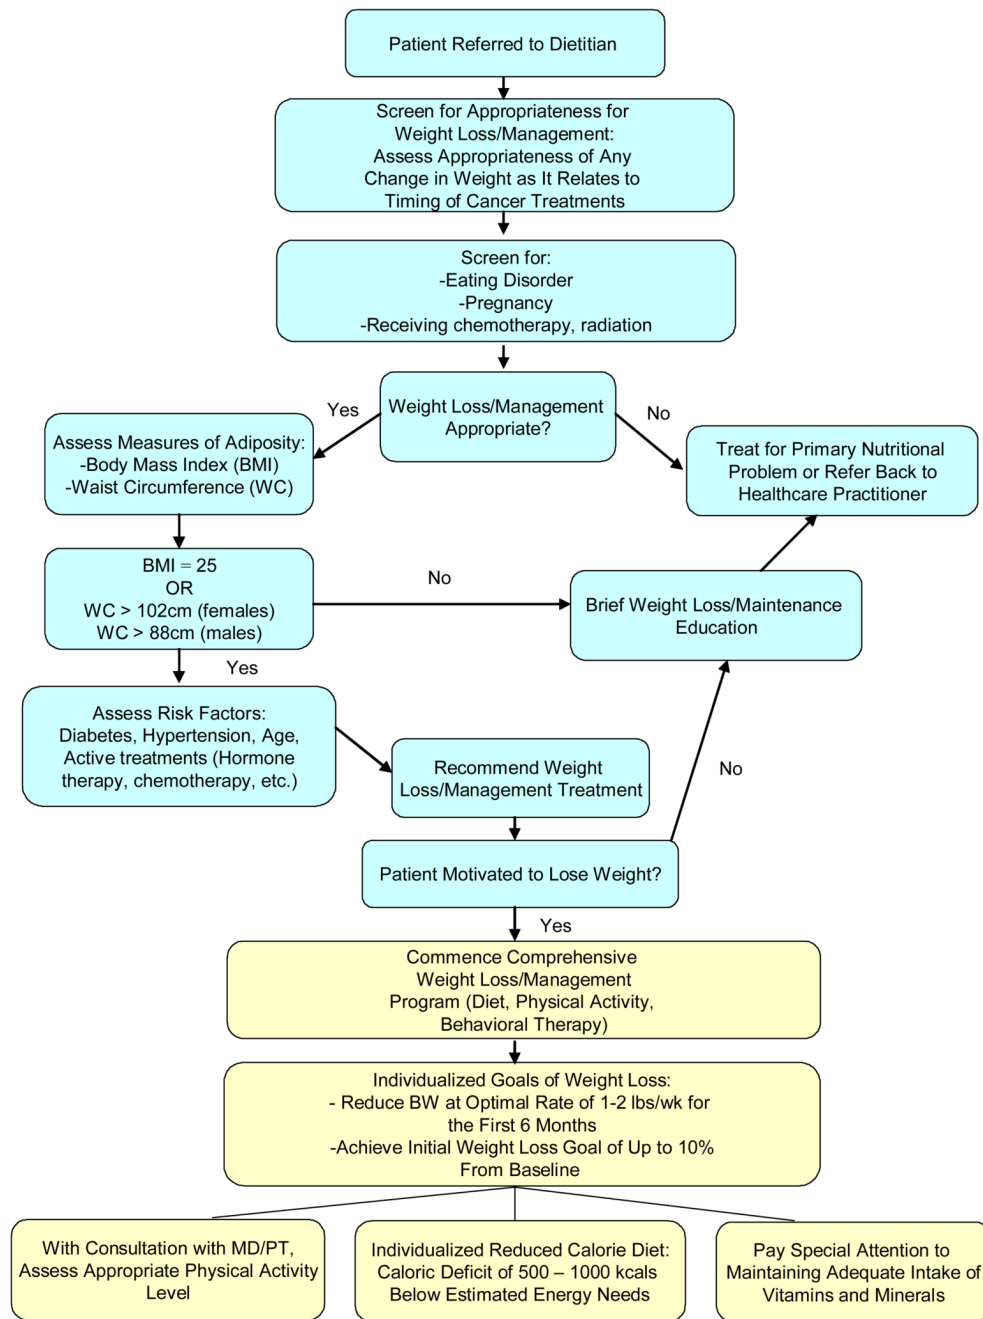 Patient Referred to Dietitian
Screen for Appropriateness for
Weight Loss/Management:
Assess Appropriateness of Any
Change in Weight as It Relates to
Timing of Cancer Treatments
Screen for:
-Eating Disorder
-Pregnancy
-Receiving chemotherapy, radiation
Weight Loss/Management
Appropriate?
Yes
No
Assess Measures of Adiposity:
-Body Mass Index (BMI)
-Waist Circumference (WC)
Treat for Primary Nutritional
Problem or Refer Back to
Healthcare Practitioner
BMI = 25
OR
WC > 102cm (females)
WC > 88cm (males)
No
Brief Weight Loss/Maintenance
Education
Yes
Assess Risk Factors:
Diabetes, Hypertension, Age,
Active treatments (Hormone
therapy, chemotherapy, etc.)
Recommend Weight
Loss/Management Treatment
No
Patient Motivated to Lose Weight?
Yes
Commence Comprehensive
Weight Loss/Management
Program (Diet, Physical Activity,
Behavioral Therapy)
Individualized Goals of Weight Loss:
- Reduce BW at Optimal Rate of 1-2 lbs/wk for
the First 6 Months
-Achieve Initial Weight Loss Goal of Up to 10%
From Baseline
With Consultation with MD/PT,
Assess Appropriate Physical Activity
Level
Individualized Reduced Calorie Diet:
Caloric Deficit of 500 – 1000 kcals
Below Estimated Energy Needs
Pay Special Attention to
Maintaining Adequate Intake of
Vitamins and Minerals